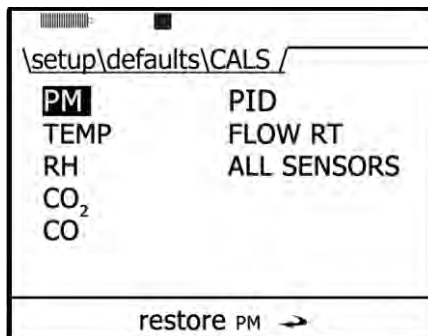 \setup\defaults\CALS /
PM PID
TEMP FLOW RT
RH ALL SENSORS
CO₂
CO
restore PM